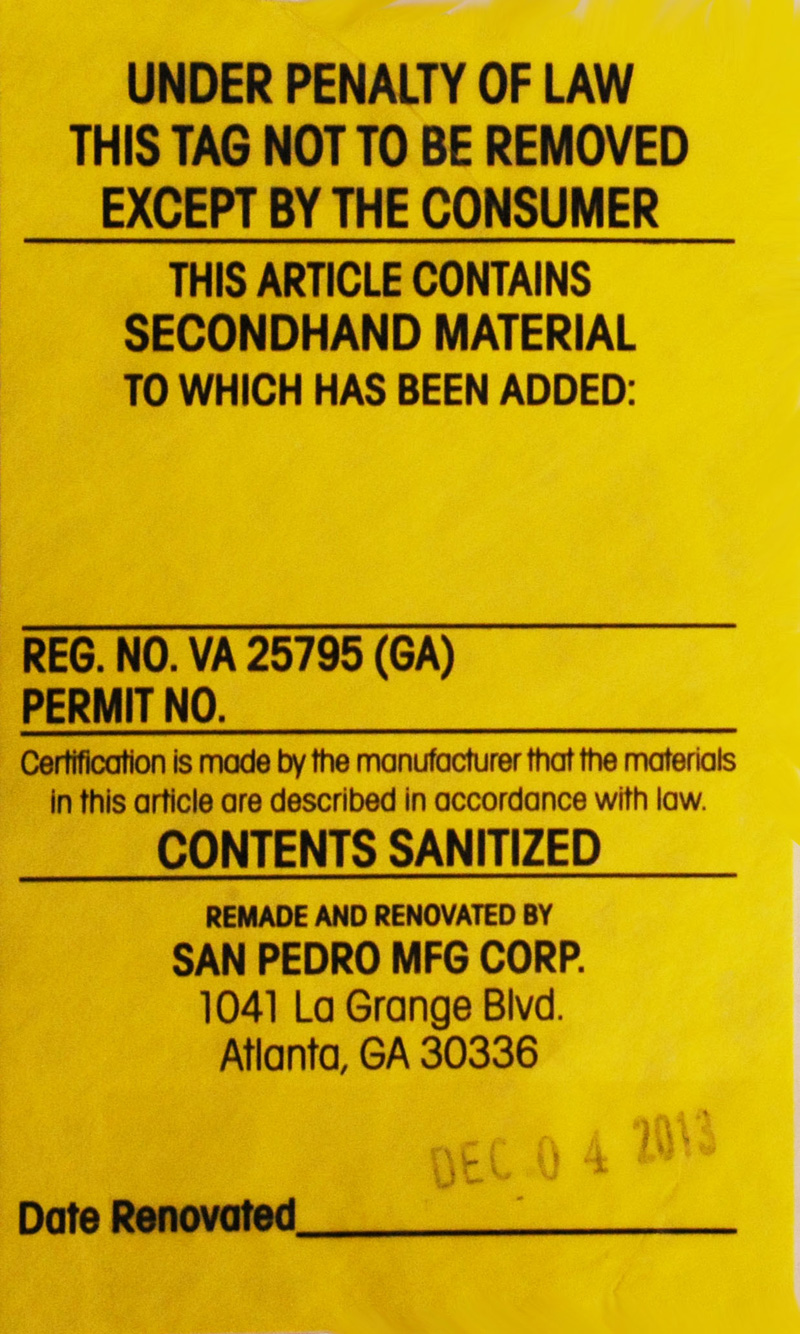 UNDER PENALTY OF LAW
THIS TAG NOT TO BE REMOVED
EXCEPT BY THE CONSUMER
THIS ARTICLE CONTAINS
SECONDHAND MATERIAL
TO WHICH HAS BEEN ADDED:
REG. NO. VA 25795 (GA)
PERMIT NO.
Certification is made by the manufacturer that the materials
in this article are described in accordance with law.
CONTENTS SANITIZED
REMADE AND RENOVATED BY
SAN PEDRO MFG CORP.
1041 La Grange Blvd.
Atlanta, GA 30336
DEC 04 2013
Date Renovated